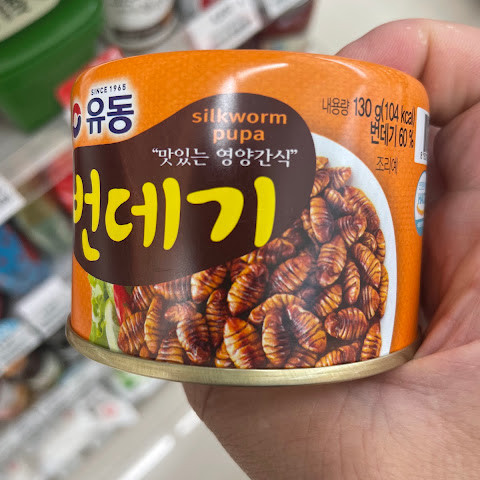 SINCE 1965
유동
silkworm
pupa
"맛있는 영양간식"
번데기
내용량 130 g(104 kcal)
번데기 60 %
조리예